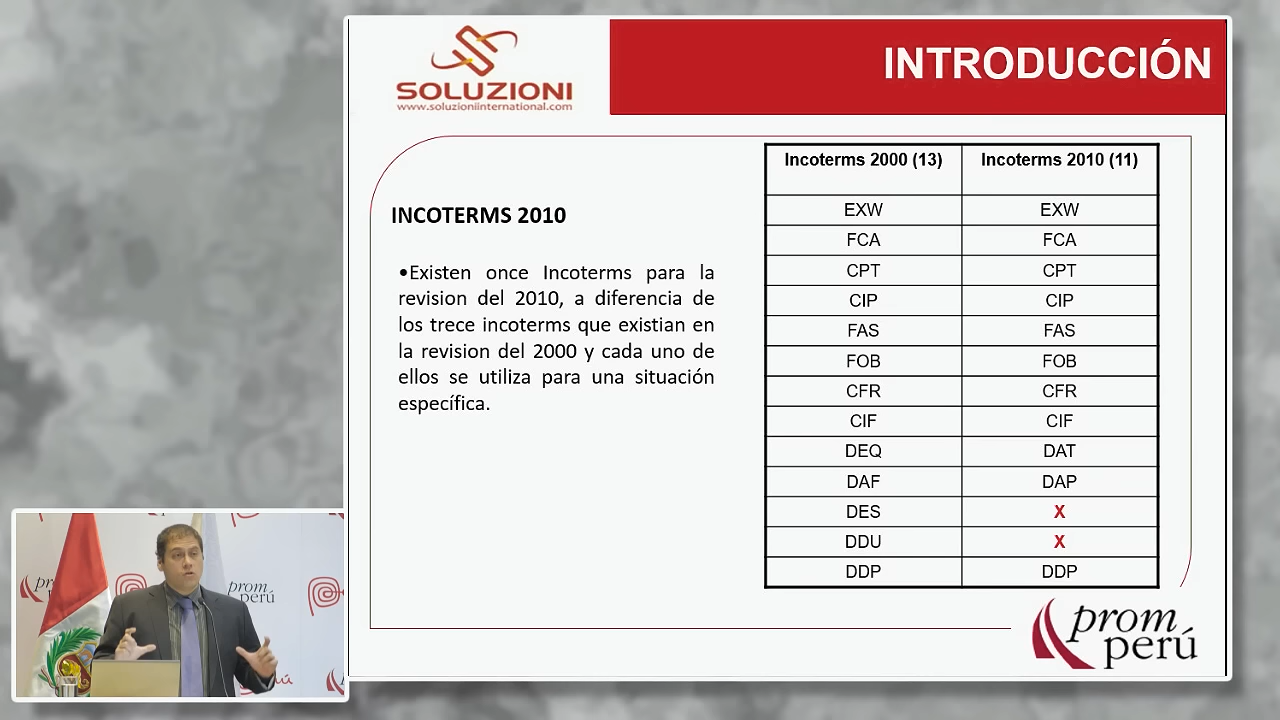 SOLUZIONI
www.soluzioniinternational.com
INTRODUCCIÓN
INCOTERMS 2010
•Existen once Incoterms para la
revision del 2010, a diferencia de
los trece incoterms que existian en
la revision del 2000 y cada uno de
ellos se utiliza para una situación
específica.
Incoterms 2000 (13) Incoterms 2010 (11)
EXW EXW
FCA FCA
CPT CPT
CIP CIP
FAS FAS
FOB FOB
CFR CFR
CIF CIF
DEQ DAT
DAF DAP
DES X
DDU X
DDP DDP
prom
perú
prom
perú